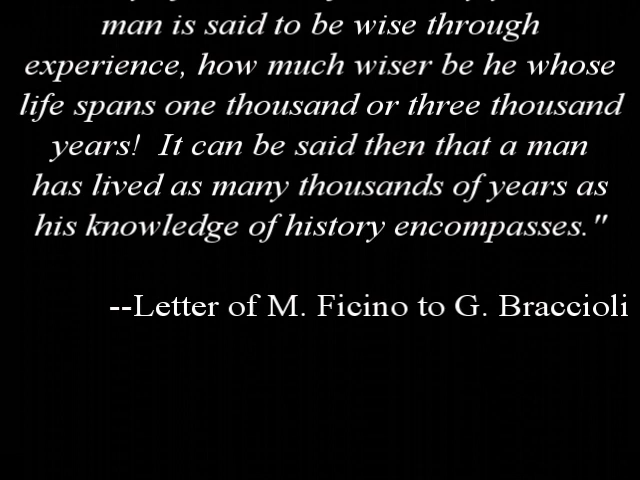 man is said to be wise through
experience, how much wiser be he whose
life spans one thousand or three thousand
years!  It can be said then that a man
has lived as many thousands of years as
his knowledge of history encompasses."
--Letter of M. Ficino to G. Braccioli